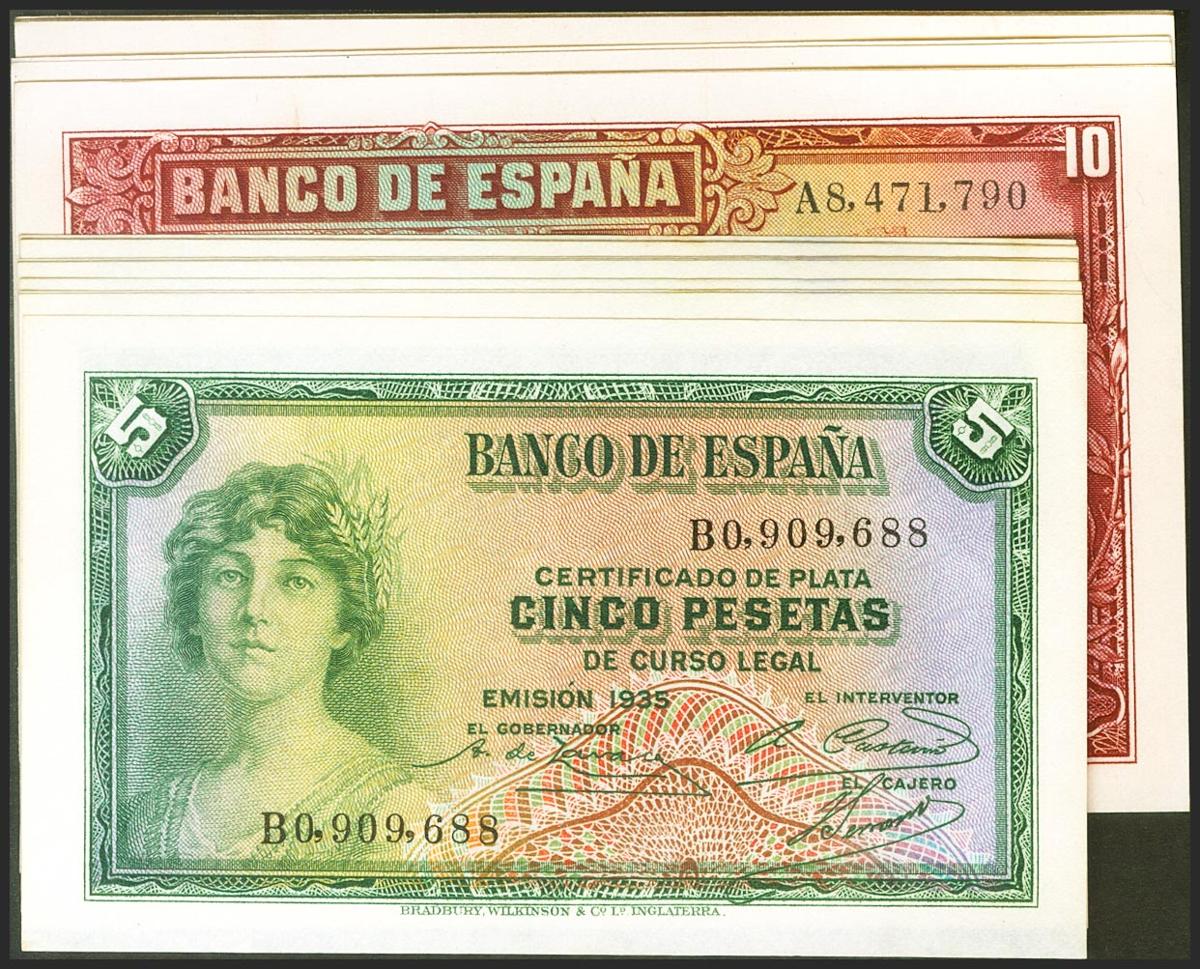 10
BANCO DE ESPAÑA
A8,471,790
5
5
BANCO DE ESPAÑA
B0,909,688
CERTIFICADO DE PLATA
CINCO PESETAS
DE CURSO LEGAL
EMISIÓN 1935
EL INTERVENTOR
EL GOBERNADOR
EL CAJERO
B0,909,688
BRADBURY, WILKINSON & Cº Lᴰ. INGLATERRA.